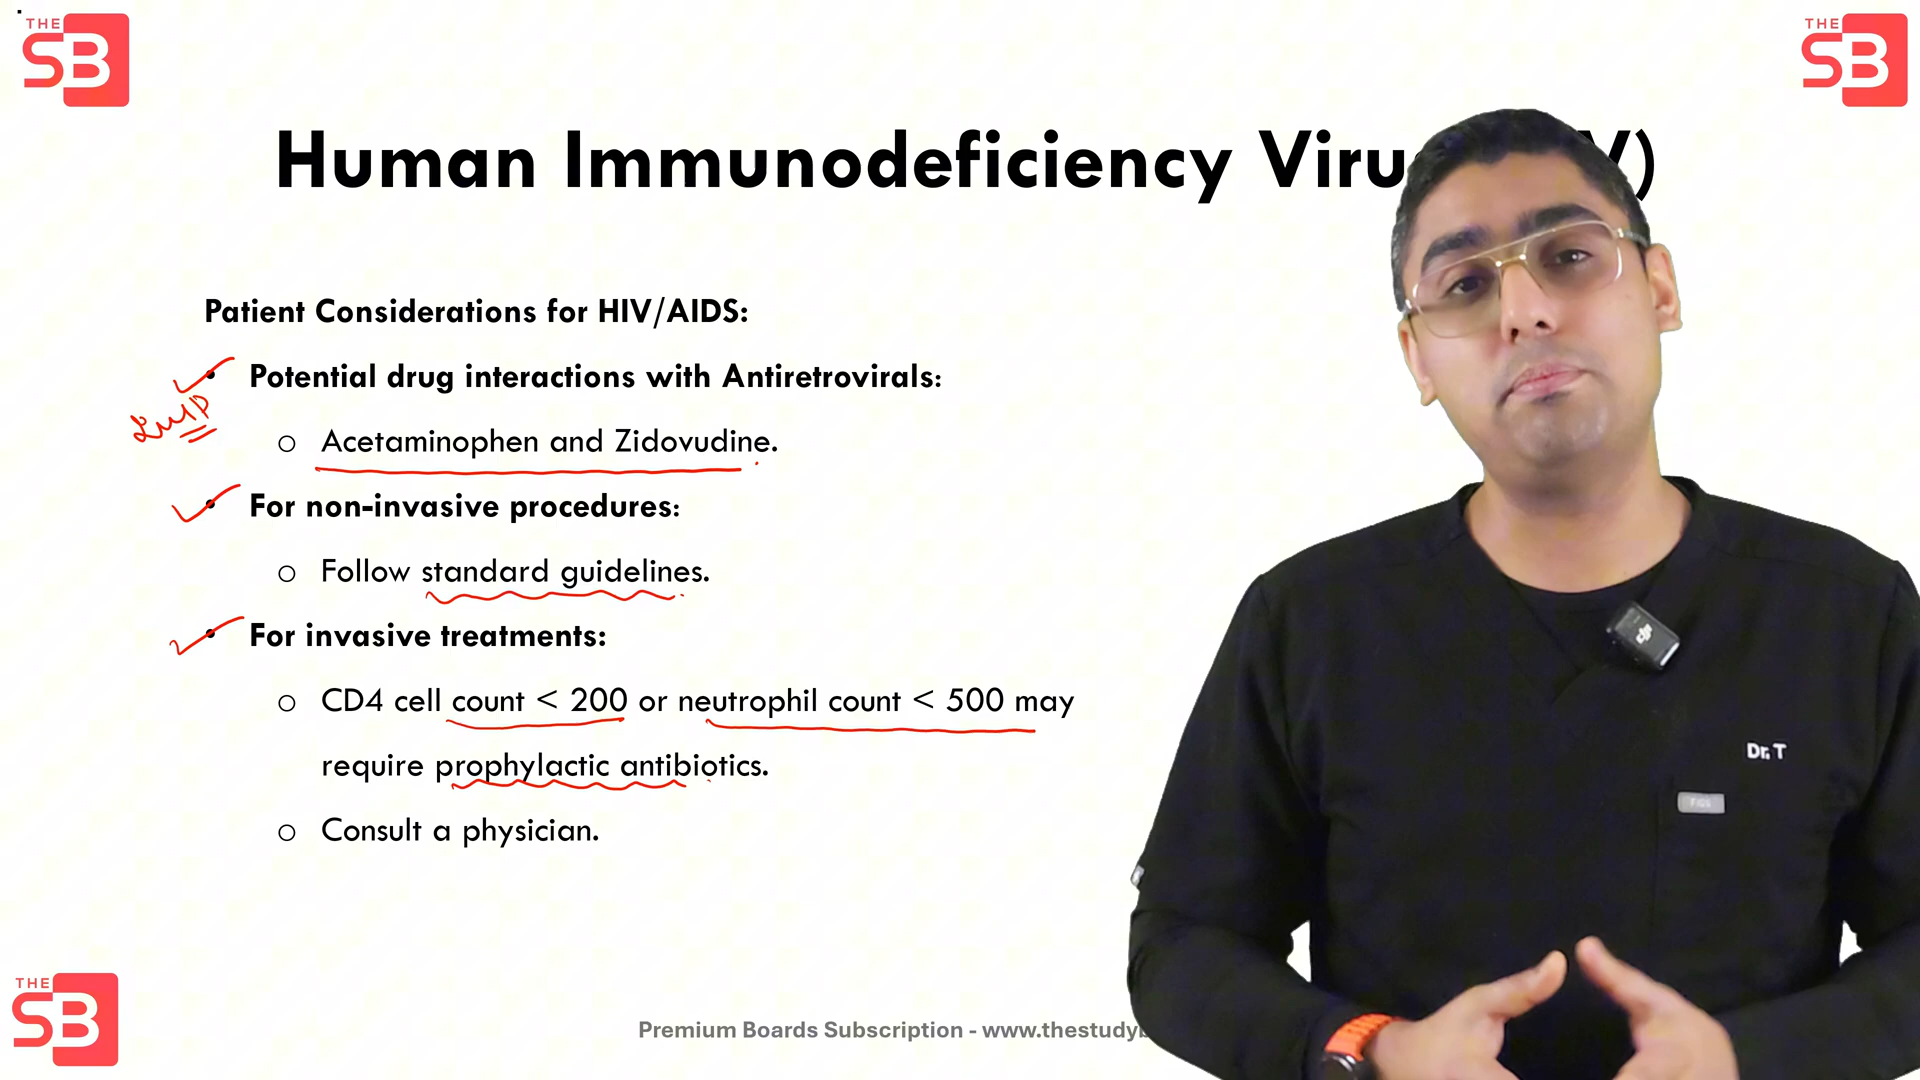 THE
SB
THE
SB
Human Immunodeficiency Viru
V)
Patient Considerations for HIV/AIDS:
• Potential drug interactions with Antiretrovirals:
Imp
o Acetaminophen and Zidovudine.
• For non-invasive procedures:
o Follow standard guidelines.
• For invasive treatments:
o CD4 cell count < 200 or neutrophil count < 500 may
require prophylactic antibiotics.
o Consult a physician.
Dr. T
FIGS
THE
SB
Premium Boards Subscription - www.thestudyb